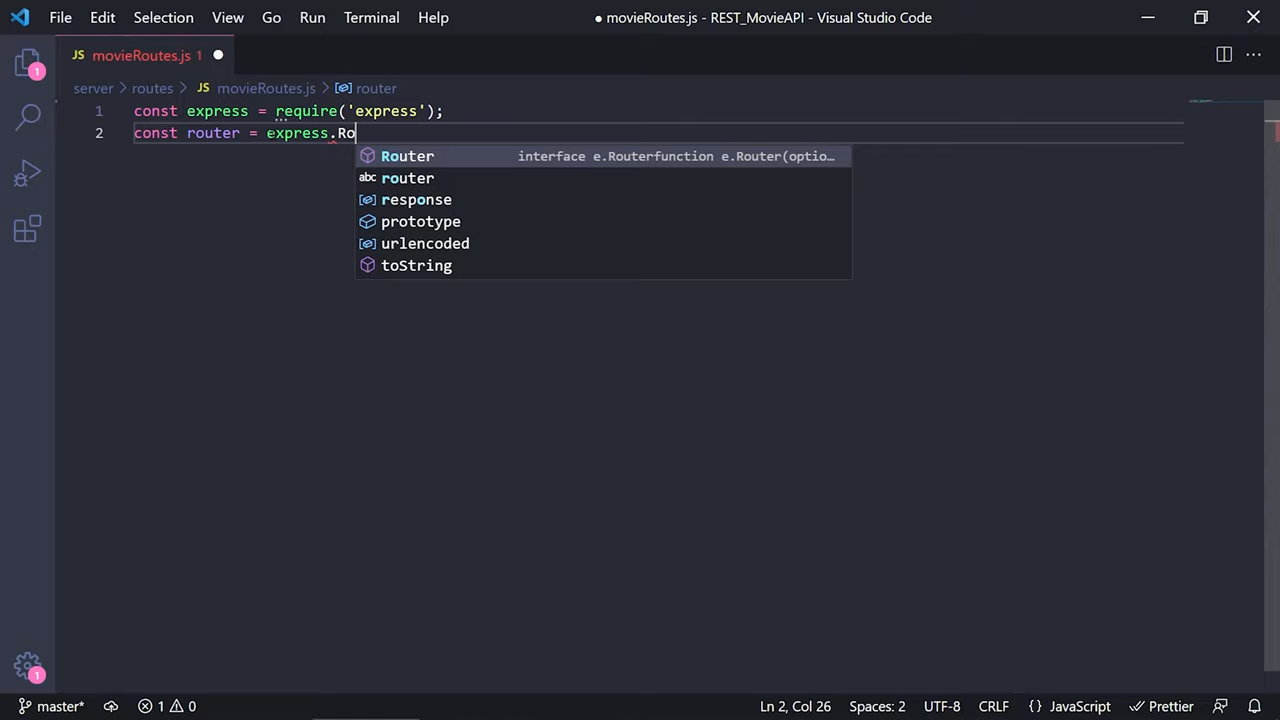 File Edit Selection View Go Run Terminal Help ● movieRoutes.js - REST_MovieAPI - Visual Studio Code
JS movieRoutes.js 1
server > routes > JS movieRoutes.js > router
1 const express = require('express');
2 const router = express.Ro
Router interface e.Routerfunction e.Router(optio…
abc router
response
prototype
urlencoded
toString
1
1
master* 1 0 Ln 2, Col 26 Spaces: 2 UTF-8 CRLF {} JavaScript Prettier